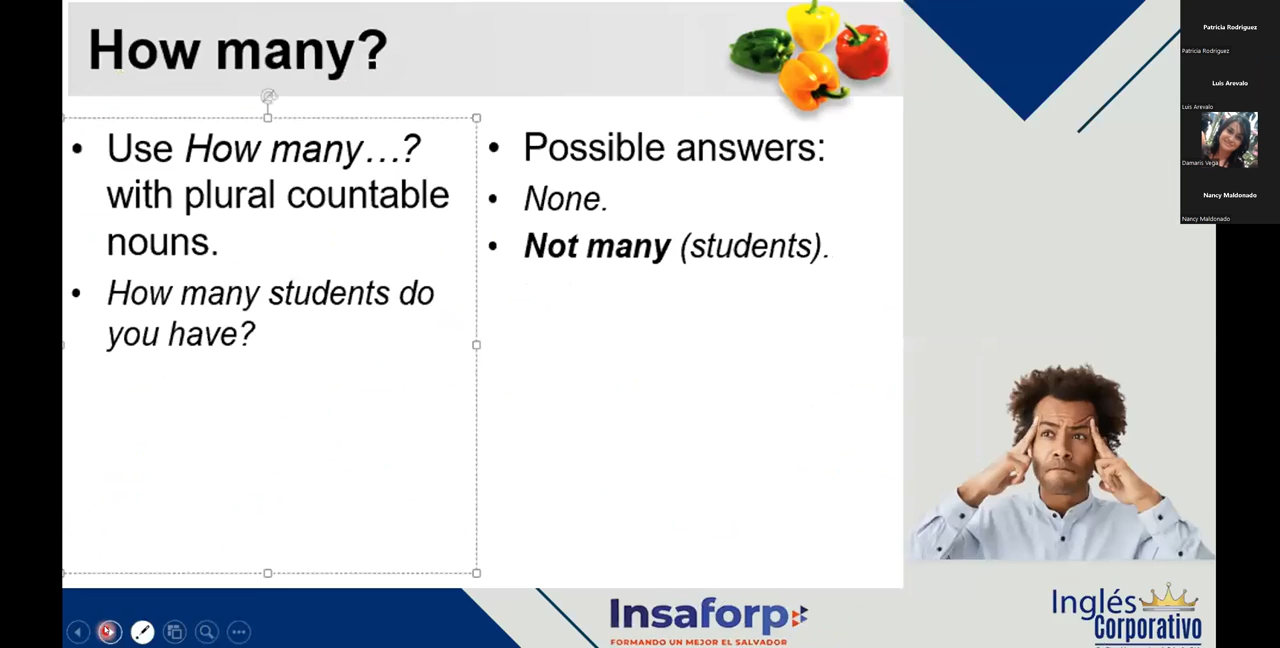 How many?
• Use How many…?
with plural countable
nouns.
• How many students do
you have?
• Possible answers:
• None.
• Not many (students).
Patricia Rodriguez
Patricia Rodriguez
Luis Arevalo
Luis Arevalo
Damaris Vega
Nancy Maldonado
Nancy Maldonado
Insaforp
FORMANDO UN MEJOR EL SALVADOR
Inglés
Corporativo